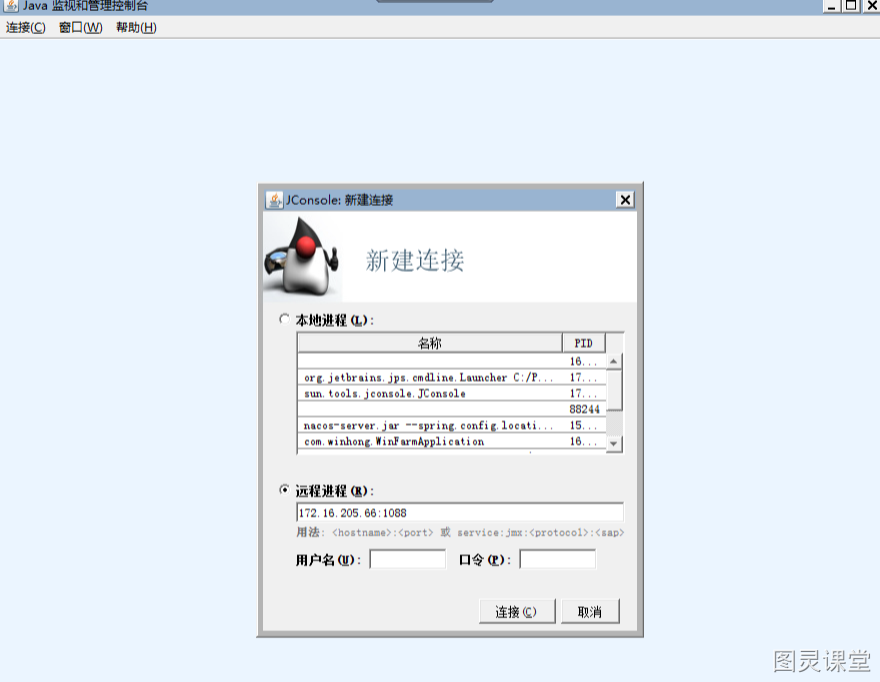 Java 监视和管理控制台
连接(C) 窗口(W) 帮助(H)
JConsole: 新建连接
新建连接
本地进程(L):
名称 PID
16...
org.jetbrains.jps.cmdline.Launcher C:/P... 17...
sun.tools.jconsole.JConsole 17...
88244
nacos-server.jar --spring.config.locati... 15...
com.winhong.WinFarmApplication 16...
远程进程(R):
172.16.205.66:1088
用法: <hostname>:<port> 或 service:jmx:<protocol>:<sap>
用户名(U): 口令(P):
连接(C) 取消
图灵课堂